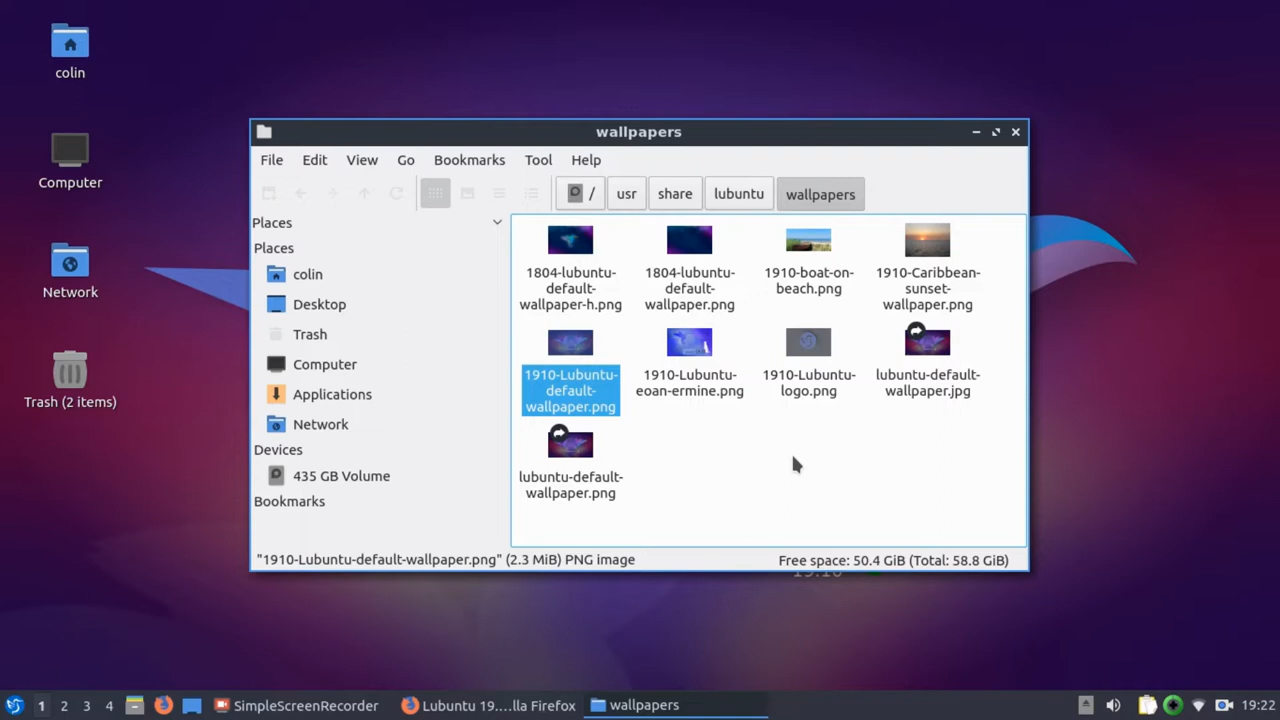 colin
Computer
Network
Trash (2 items)
wallpapers
File Edit View Go Bookmarks Tool Help
/ usr share lubuntu wallpapers
Places
Places
colin
Desktop
Trash
Computer
Applications
Network
Devices
435 GB Volume
Bookmarks
1804-lubuntu-
default-
wallpaper-h.png
1804-lubuntu-
default-
wallpaper.png
1910-boat-on-
beach.png
1910-Caribbean-
sunset-
wallpaper.png
1910-Lubuntu-
default-
wallpaper.png
1910-Lubuntu-
eoan-ermine.png
1910-Lubuntu-
logo.png
lubuntu-default-
wallpaper.jpg
lubuntu-default-
wallpaper.png
"1910-Lubuntu-default-wallpaper.png" (2.3 MiB) PNG image
Free space: 50.4 GiB (Total: 58.8 GiB)
1 2 3 4 SimpleScreenRecorder Lubuntu 19....lla Firefox wallpapers 19:22